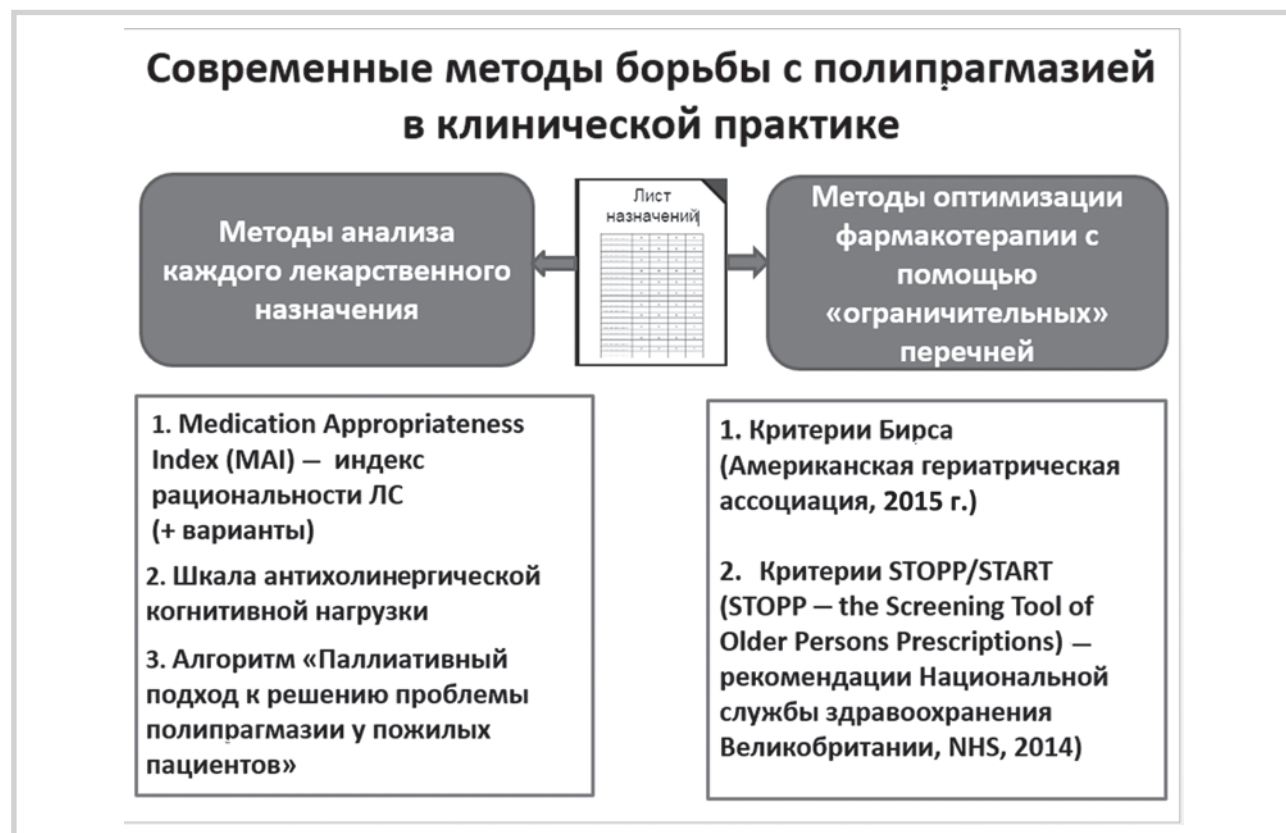 Современные методы борьбы с полипрагмазией
в клинической практике
Методы анализа
каждого лекарственного
назначения
Лист
назначений
Методы оптимизации
фармакотерапии с
помощью
«ограничительных»
перечней
1. Medication Appropriateness
Index (MAI) — индекс
рациональности ЛС
(+ варианты)
2. Шкала антихолинергической
когнитивной нагрузки
3. Алгоритм «Паллиативный
подход к решению проблемы
полипрагмазии у пожилых
пациентов»
1. Критерии Бирса
(Американская гериатрическая
ассоциация, 2015 г.)
2. Критерии STOPP/START
(STOPP — the Screening Tool of
Older Persons Prescriptions) —
рекомендации Национальной
службы здравоохранения
Великобритании, NHS, 2014)